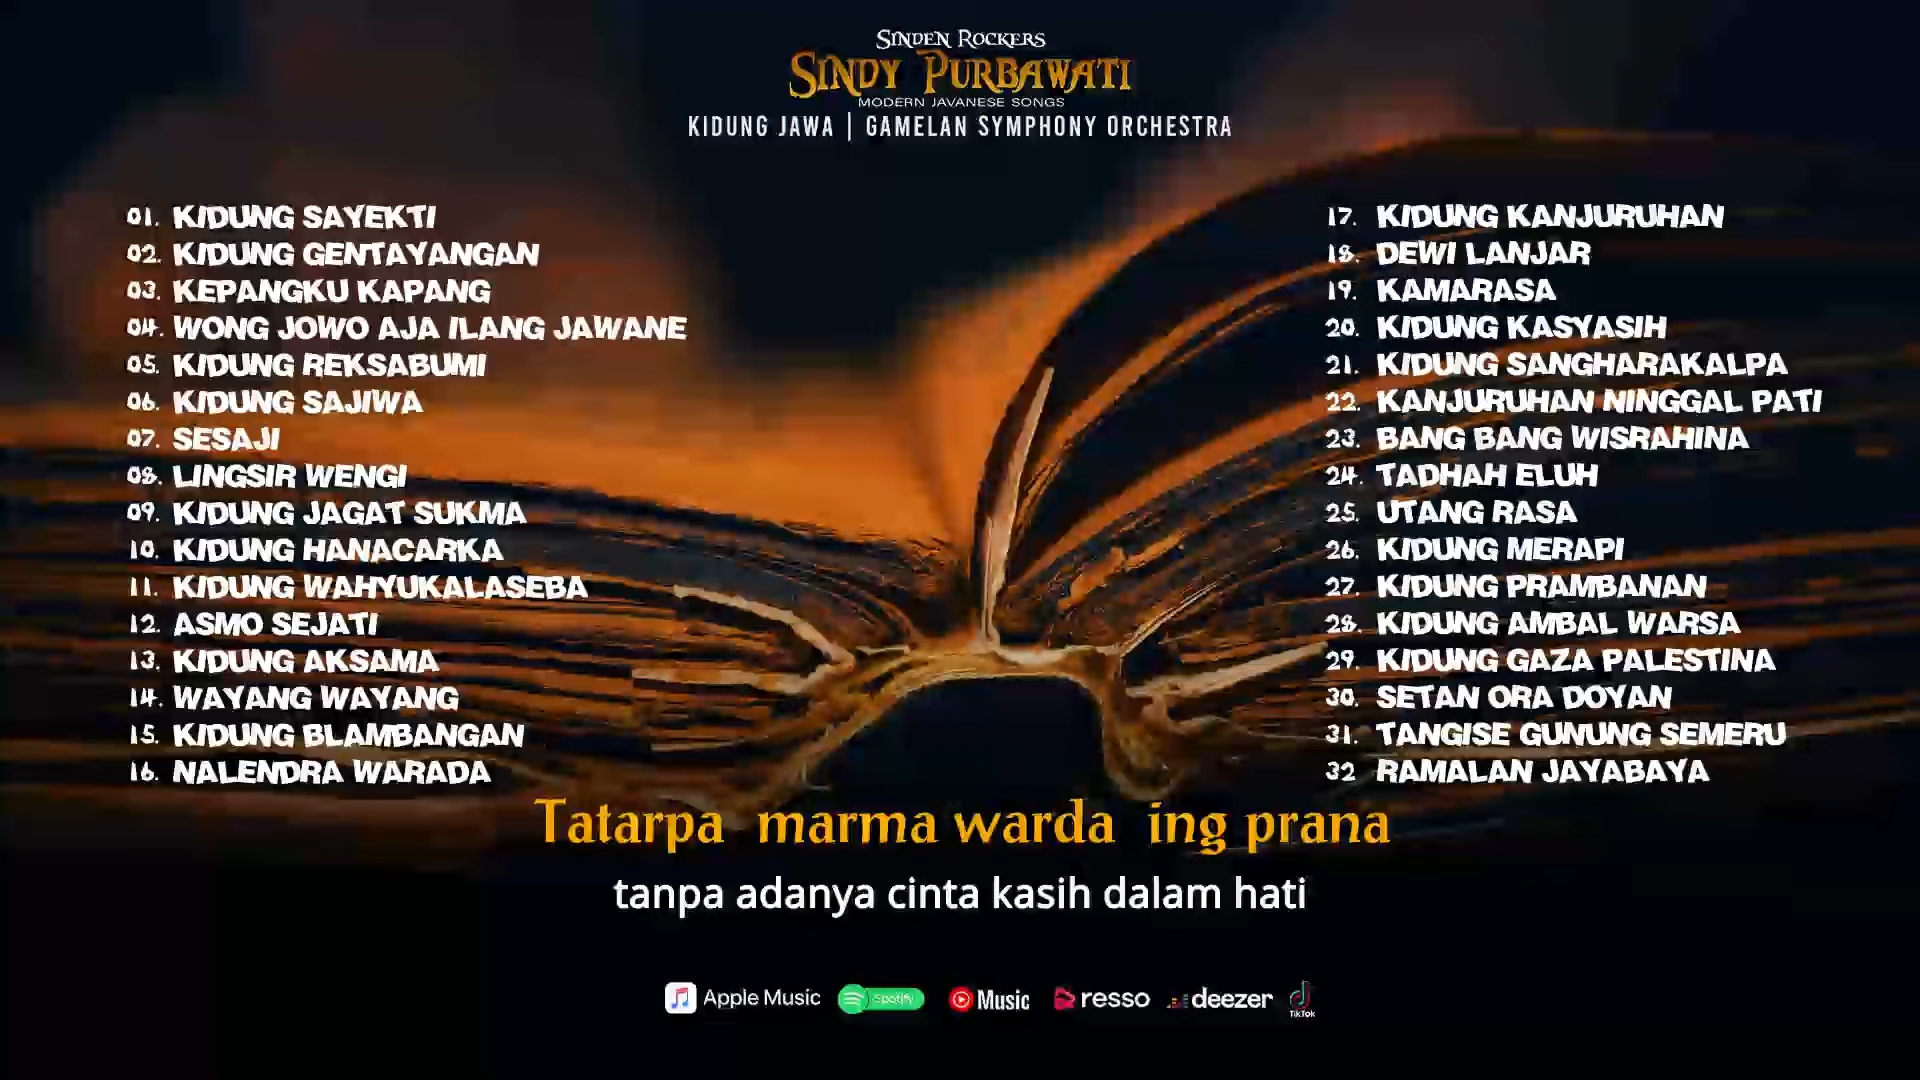 SINDEN ROCKERS
SINDY PURBAWATI
MODERN JAVANESE SONGS
KIDUNG JAWA | GAMELAN SYMPHONY ORCHESTRA
01. KIDUNG SAYEKTI
02. KIDUNG GENTAYANGAN
03. KEPANGKU KAPANG
04. WONG JOWO AJA ILANG JAWANE
05. KIDUNG REKSABUMI
06. KIDUNG SAJIWA
07. SESAJI
08. LINGSIR WENGI
09. KIDUNG JAGAT SUKMA
10. KIDUNG HANACARKA
11. KIDUNG WAHYUKALASEBA
12. ASMO SEJATI
13. KIDUNG AKSAMA
14. WAYANG WAYANG
15. KIDUNG BLAMBANGAN
16. NALENDRA WARADA
17. KIDUNG KANJURUHAN
18. DEWI LANJAR
19. KAMARASA
20. KIDUNG KASYASIH
21. KIDUNG SANGHARAKALPA
22. KANJURUHAN NINGGAL PATI
23. BANG BANG WISRAHINA
24. TADHAH ELUH
25. UTANG RASA
26. KIDUNG MERAPI
27. KIDUNG PRAMBANAN
28. KIDUNG AMBAL WARSA
29. KIDUNG GAZA PALESTINA
30. SETAN ORA DOYAN
31. TANGISE GUNUNG SEMERU
32 RAMALAN JAYABAYA
Tatarpa marma warda ing prana
tanpa adanya cinta kasih dalam hati
Apple Music Spotify Music resso deezer TikTok